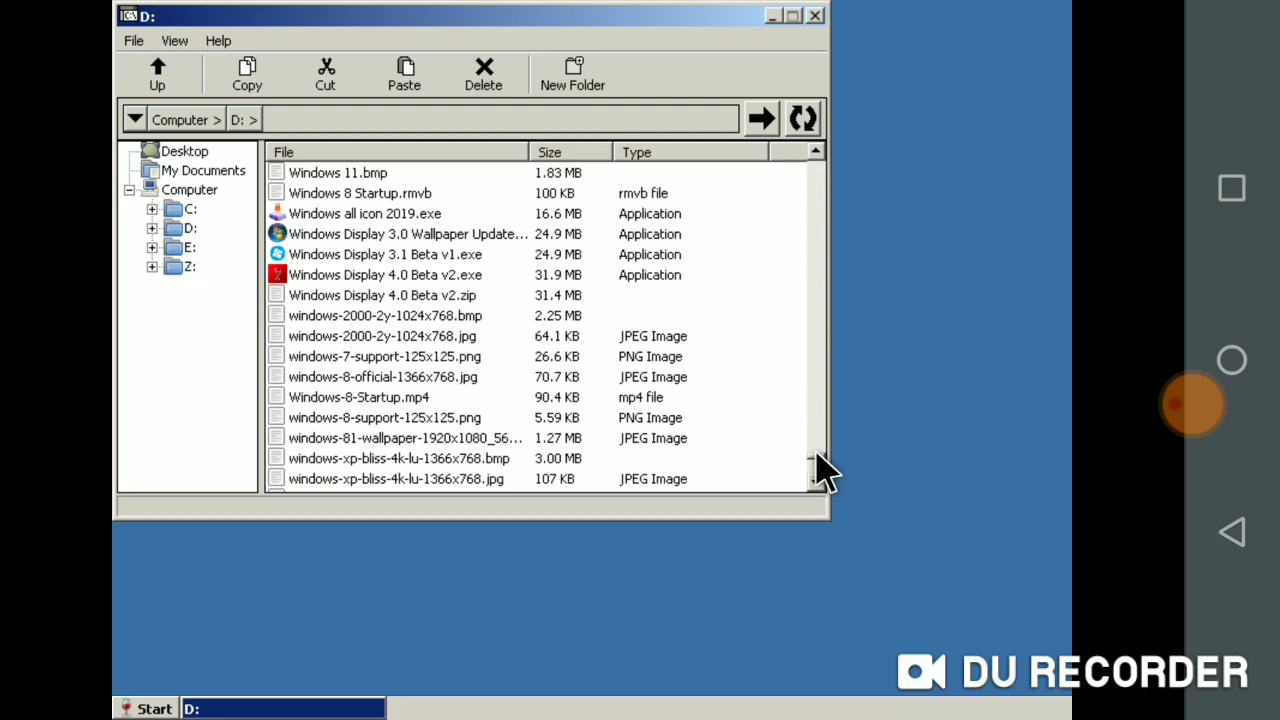 D:
File View Help
Up Copy Cut Paste Delete New Folder
Computer > D: >
Desktop
My Documents
Computer
C:
D:
E:
Z:
File Size Type
Windows 11.bmp 1.83 MB
Windows 8 Startup.rmvb 100 KB rmvb file
Windows all icon 2019.exe 16.6 MB Application
Windows Display 3.0 Wallpaper Update... 24.9 MB Application
Windows Display 3.1 Beta v1.exe 24.9 MB Application
Windows Display 4.0 Beta v2.exe 31.9 MB Application
Windows Display 4.0 Beta v2.zip 31.4 MB
windows-2000-2y-1024x768.bmp 2.25 MB
windows-2000-2y-1024x768.jpg 64.1 KB JPEG Image
windows-7-support-125x125.png 26.6 KB PNG Image
windows-8-official-1366x768.jpg 70.7 KB JPEG Image
Windows-8-Startup.mp4 90.4 KB mp4 file
windows-8-support-125x125.png 5.59 KB PNG Image
windows-81-wallpaper-1920x1080_56... 1.27 MB JPEG Image
windows-xp-bliss-4k-lu-1366x768.bmp 3.00 MB
windows-xp-bliss-4k-lu-1366x768.jpg 107 KB JPEG Image
DU RECORDER
Start D: